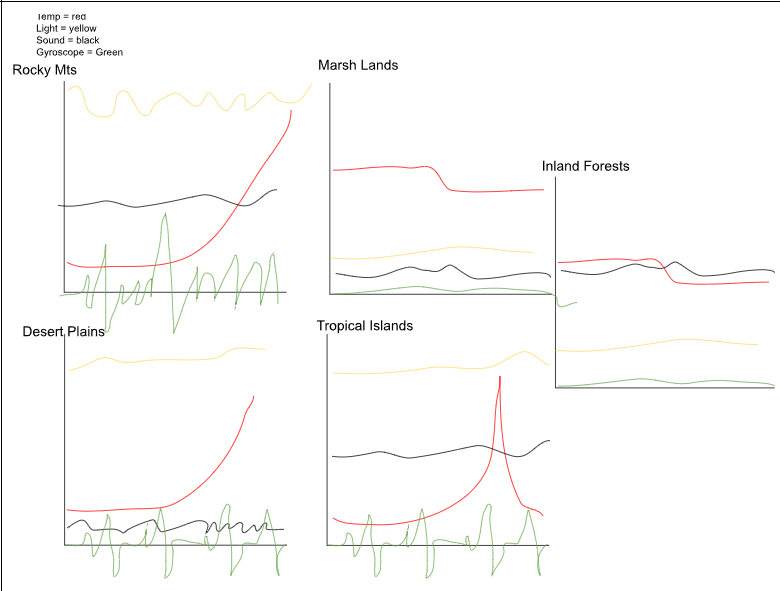 Temp = red
Light = yellow
Sound = black
Gyroscope = Green
Rocky Mts
Marsh Lands
Inland Forests
Desert Plains
Tropical Islands